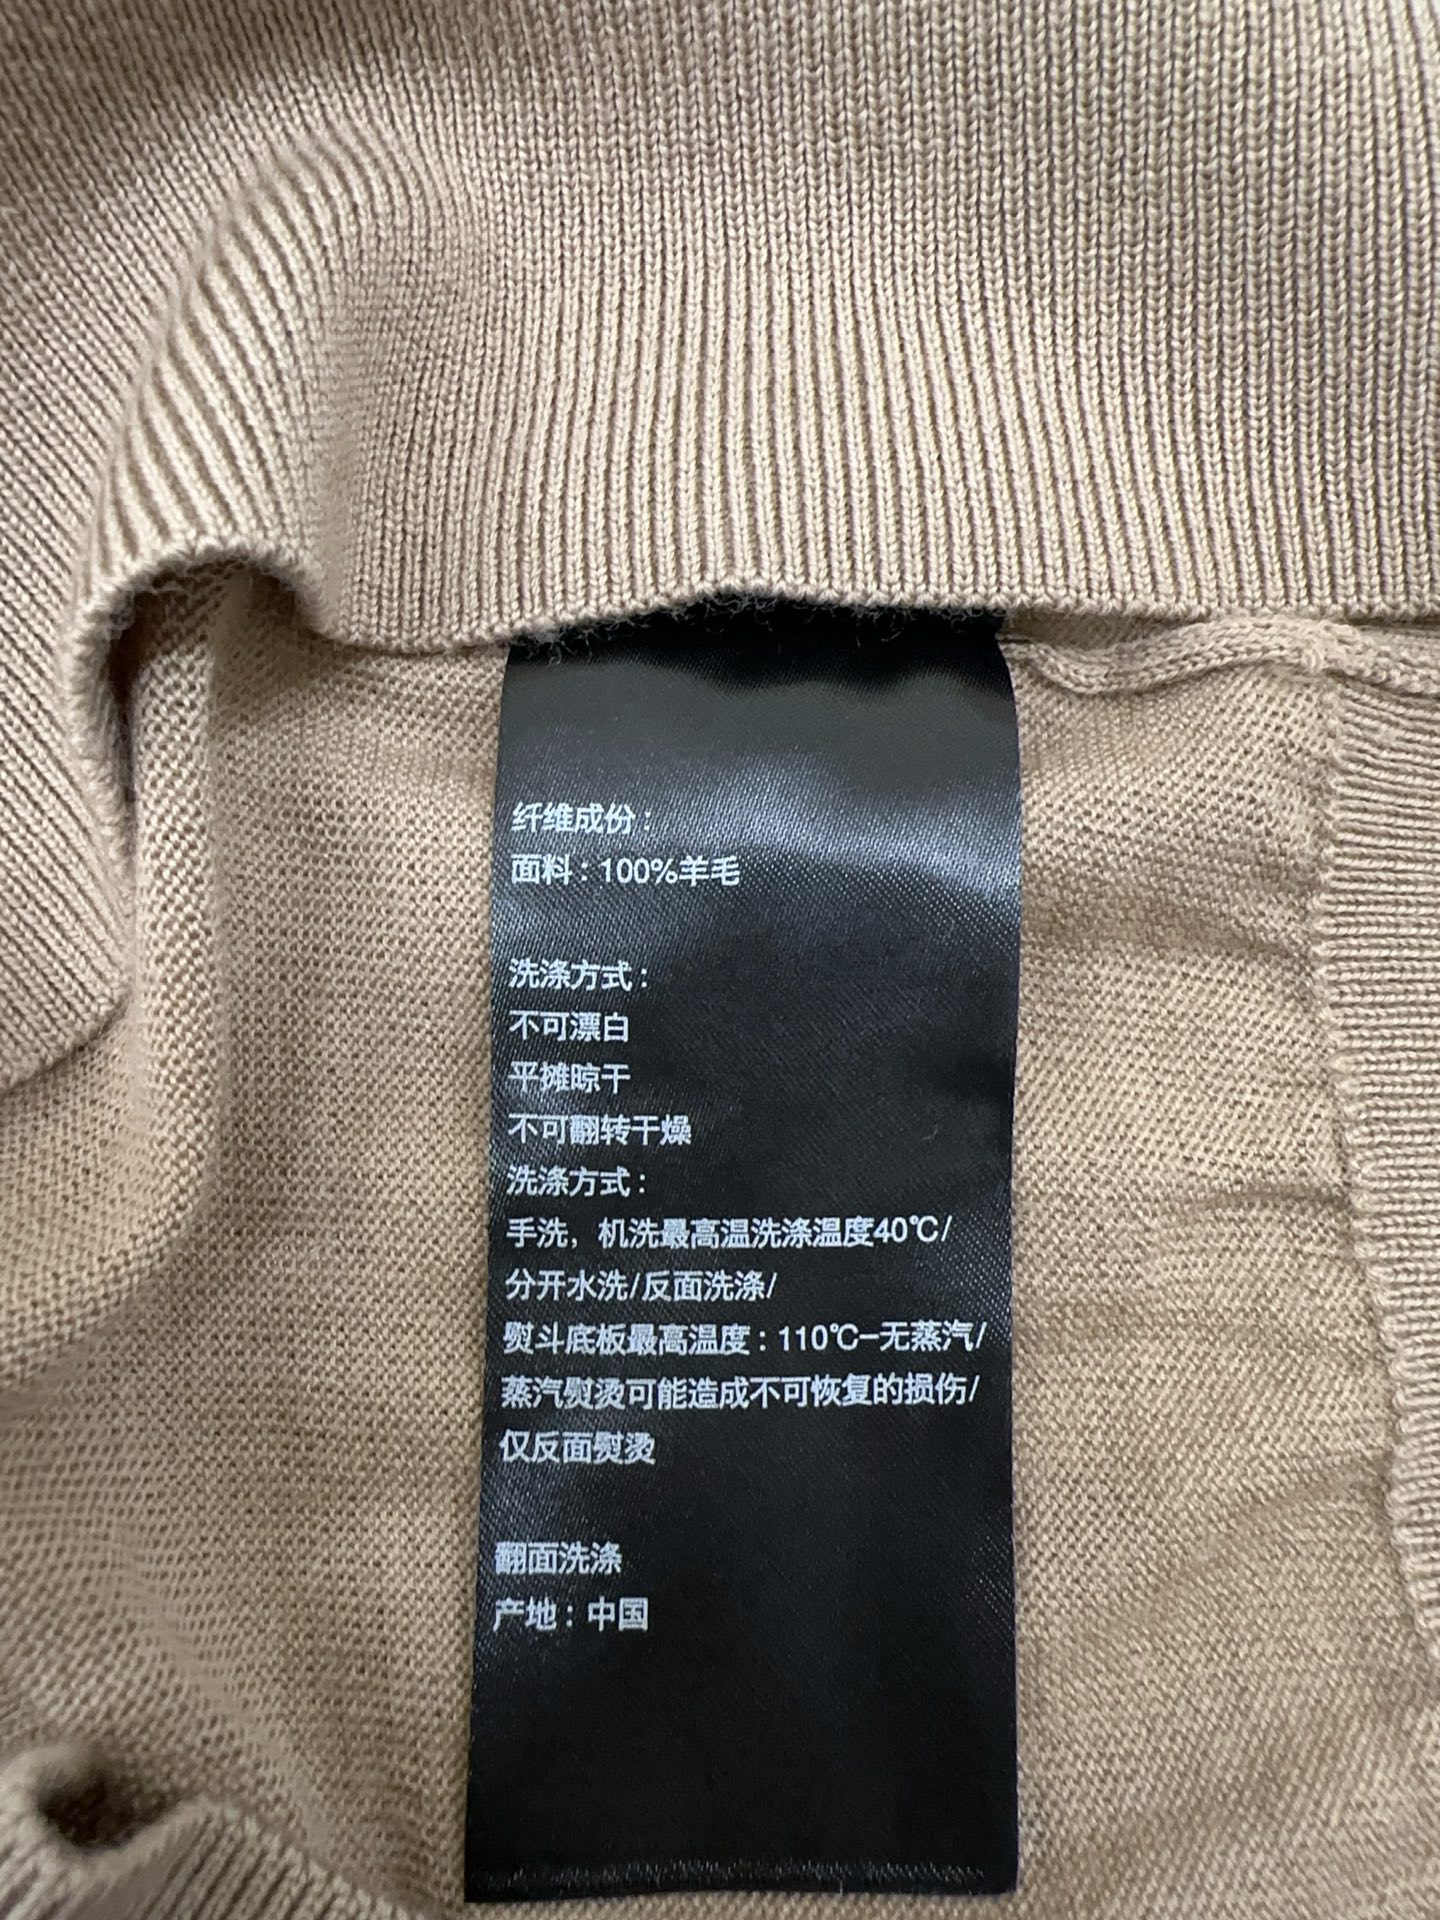 纤维成份：
面料：100%羊毛
洗涤方式：
不可漂白
平摊晾干
不可翻转干燥
洗涤方式：
手洗，机洗最高温洗涤温度40℃/
分开水洗/反面洗涤/
熨斗底板最高温度：110℃-无蒸汽/
蒸汽熨烫可能造成不可恢复的损伤/
仅反面熨烫
翻面洗涤
产地：中国